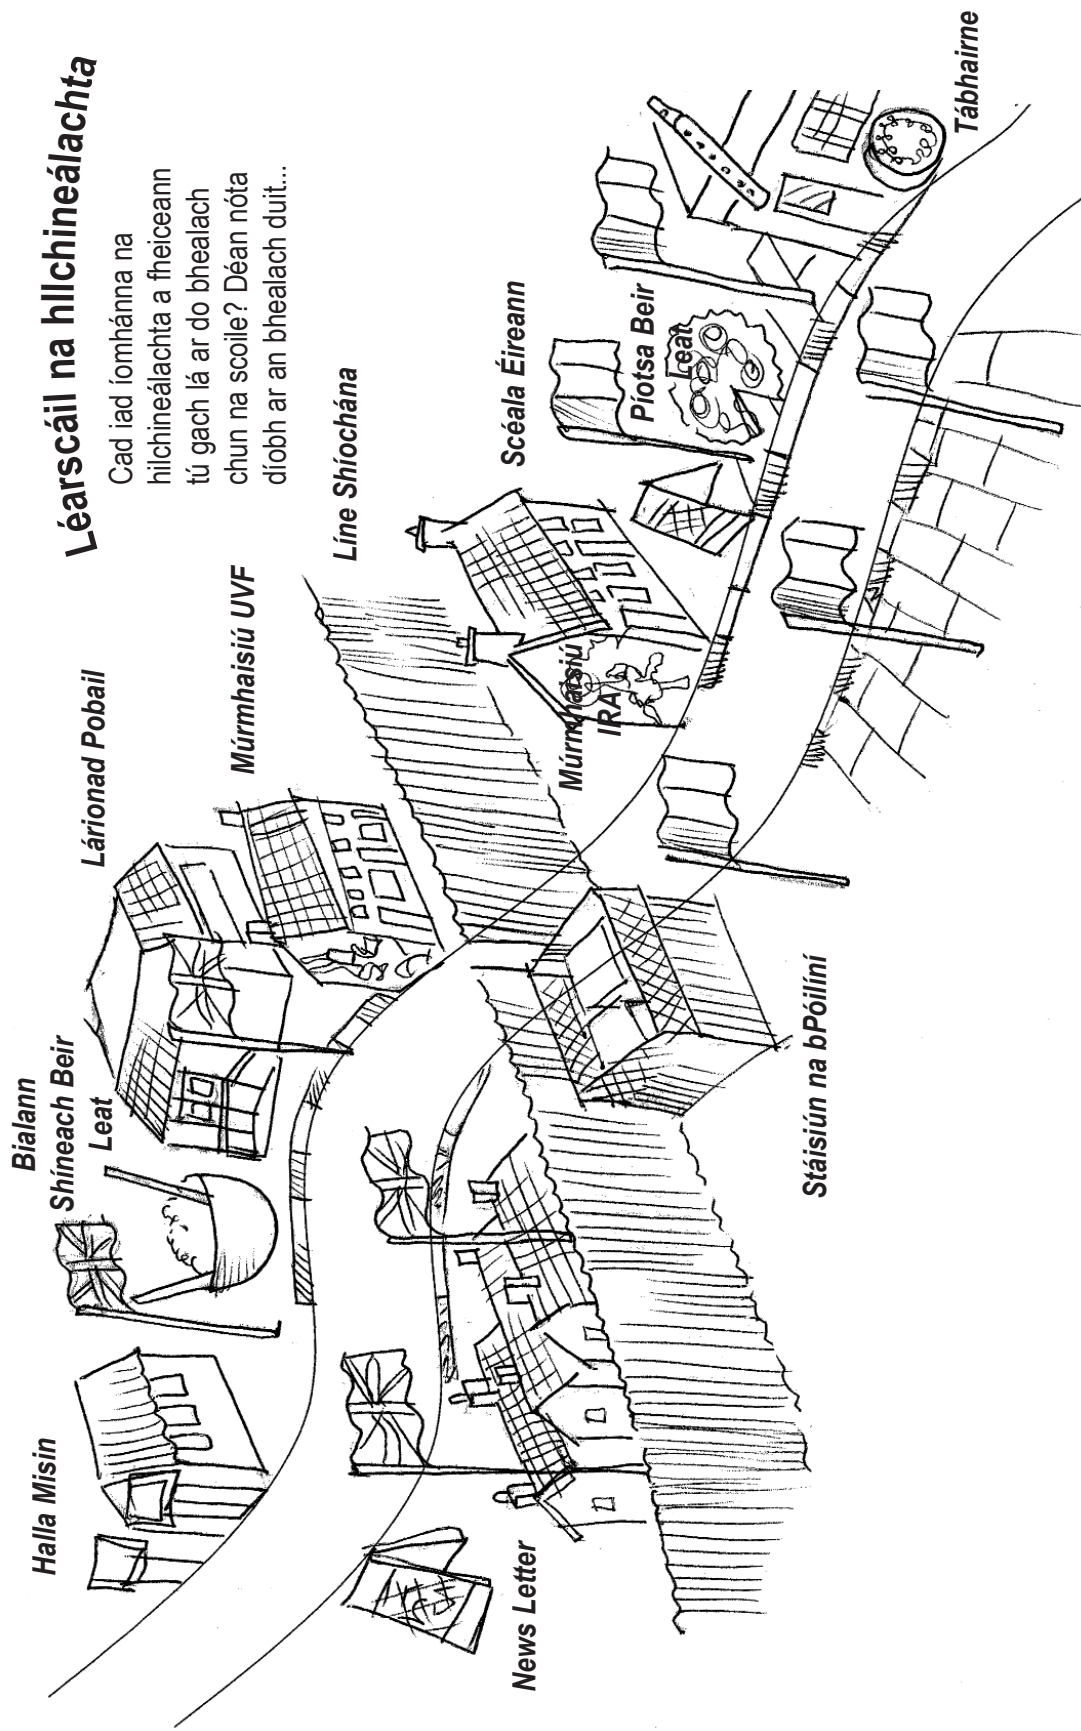 Léarscáil na hIlchineálachta
Cad iad íomhánna na
hilchineálachta a fheiceann
tú gach lá ar do bhealach
chun na scoile? Déan nóta
díobh ar an bhealach duit...
Halla Misin
Bialann
Shíneach Beir
Leat
Lárionad Pobail
Múrmhaisiú UVF
Líne Shíochána
News Letter
Stáisiún na bPóilíní
Múrmhaisiú
IRA
Scéala Éireann
Píotsa Beir
Leat
Tábhairne